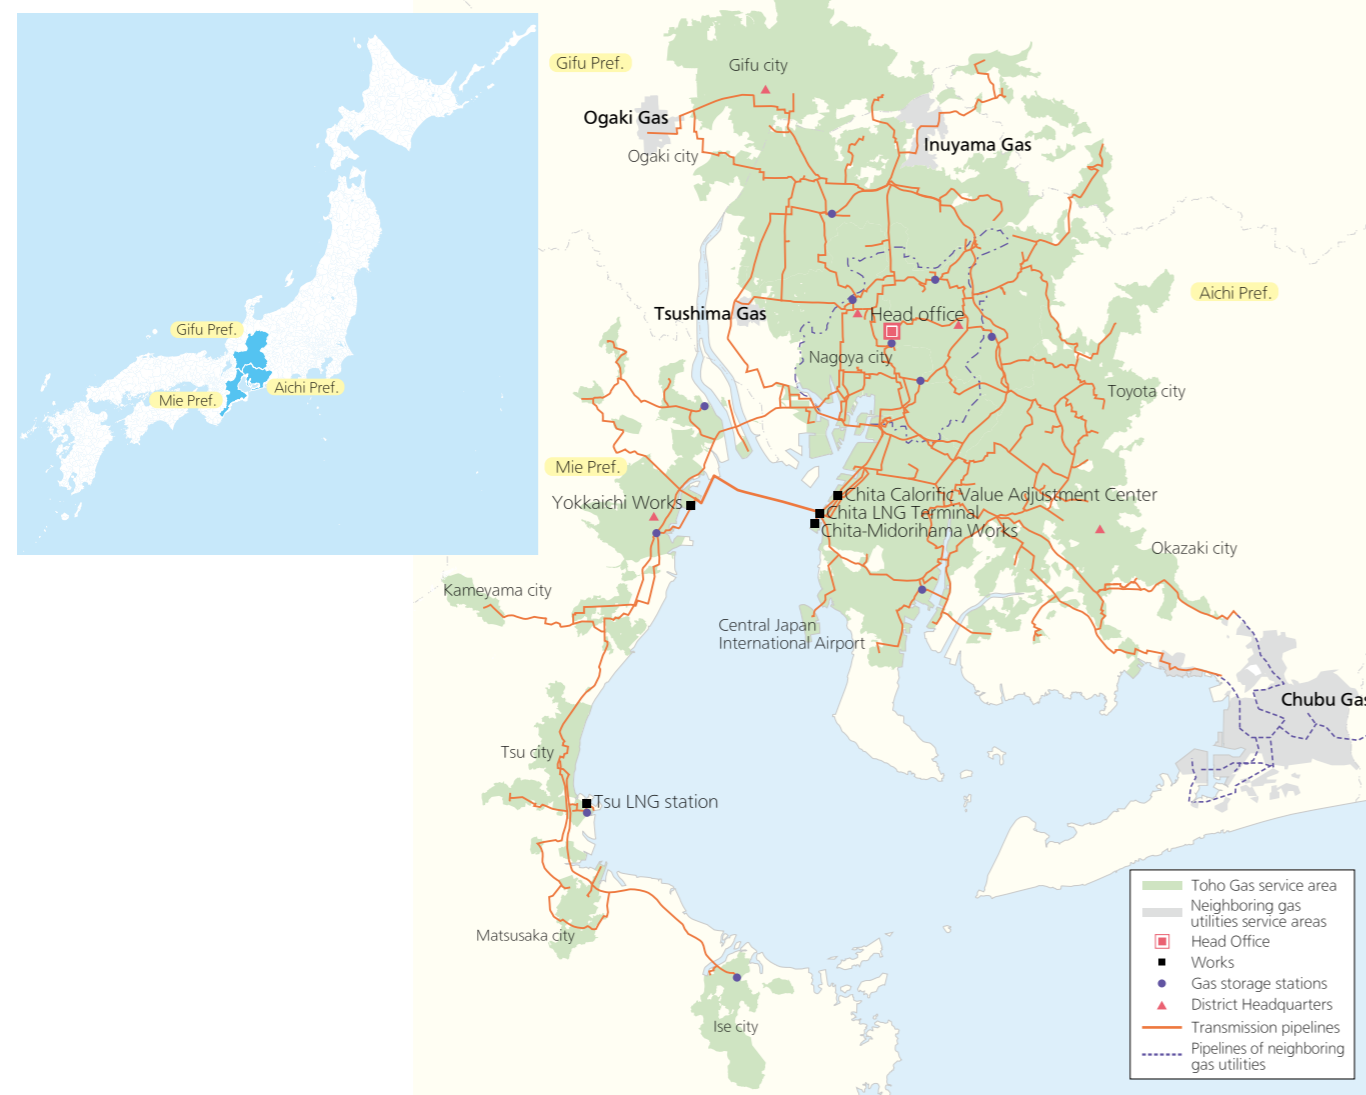 Gifu Pref.
Aichi Pref.
Mie Pref.
Gifu Pref.
Gifu city
Ogaki Gas
Ogaki city
Inuyama Gas
Aichi Pref.
Tsushima Gas
Head office
Nagoya city
Toyota city
Mie Pref.
Yokkaichi Works
Chita Calorific Value Adjustment Center
Chita LNG Terminal
Chita-Midorihama Works
Okazaki city
Kameyama city
Central Japan
International Airport
Chubu Gas
Tsu city
Tsu LNG station
Matsusaka city
Ise city
Toho Gas service area
Neighboring gas
utilities service areas
Head Office
Works
Gas storage stations
District Headquarters
Transmission pipelines
Pipelines of neighboring
gas utilities